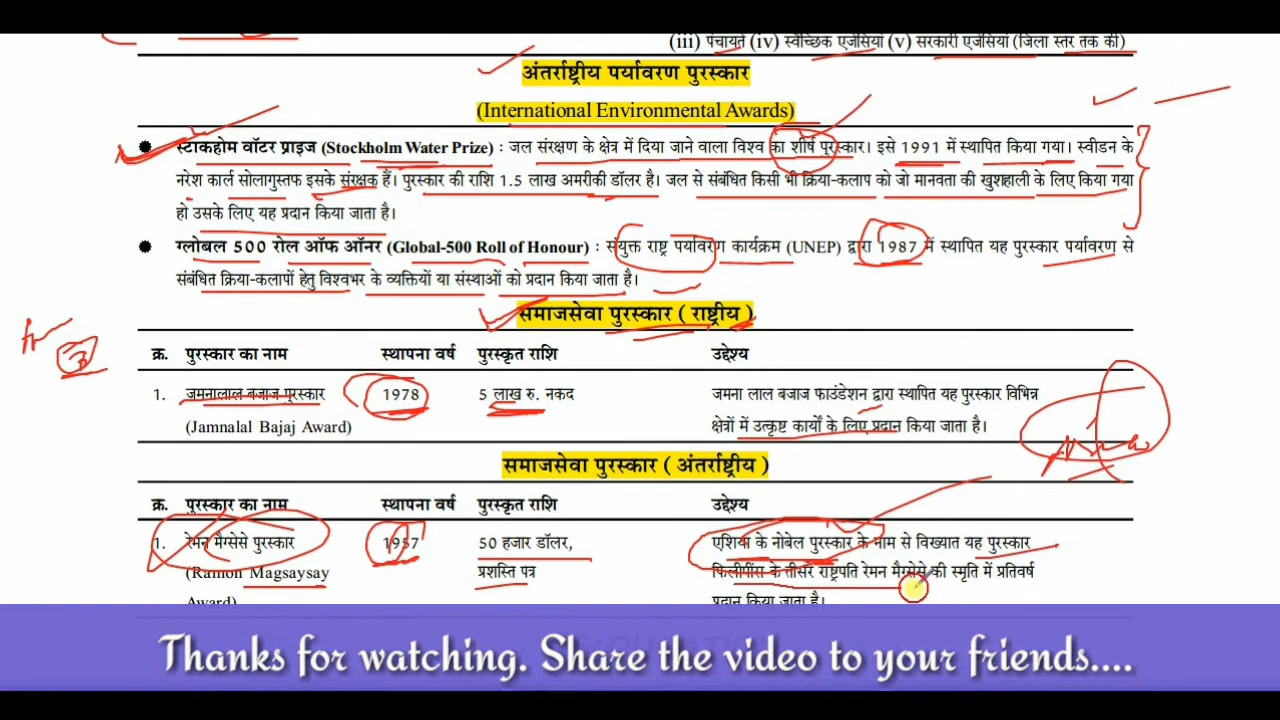 (iii) पंचायतें (iv) स्वैच्छिक एजेंसियां (v) सरकारी एजेंसियां (जिला स्तर तक की)
अंतर्राष्ट्रीय पर्यावरण पुरस्कार
(International Environmental Awards)
स्टॉकहोम वॉटर प्राइज (Stockholm Water Prize) : जल संरक्षण के क्षेत्र में दिया जाने वाला विश्व का शीर्ष पुरस्कार। इसे 1991 में स्थापित किया गया। स्वीडन के
नरेश कार्ल सोलागुस्तफ इसके संरक्षक हैं। पुरस्कार की राशि 1.5 लाख अमरीकी डॉलर है। जल से संबंधित किसी भी क्रिया-कलाप को जो मानवता की खुशहाली के लिए किया गया
हो उसके लिए यह प्रदान किया जाता है।
ग्लोबल 500 रोल ऑफ ऑनर (Global-500 Roll of Honour) : संयुक्त राष्ट्र पर्यावरण कार्यक्रम (UNEP) द्वारा 1987 में स्थापित यह पुरस्कार पर्यावरण से
संबंधित क्रिया-कलापों हेतु विश्वभर के व्यक्तियों या संस्थाओं को प्रदान किया जाता है।
समाजसेवा पुरस्कार ( राष्ट्रीय )
क्र. पुरस्कार का नाम स्थापना वर्ष पुरस्कृत राशि उद्देश्य
1. जमनालाल बजाज पुरस्कार 1978 5 लाख रु. नकद जमना लाल बजाज फाउंडेशन द्वारा स्थापित यह पुरस्कार विभिन्न
(Jamnalal Bajaj Award) क्षेत्रों में उत्कृष्ट कार्यों के लिए प्रदान किया जाता है।
समाजसेवा पुरस्कार ( अंतर्राष्ट्रीय )
क्र. पुरस्कार का नाम स्थापना वर्ष पुरस्कृत राशि उद्देश्य
1. रेमन मैग्सेसे पुरस्कार 1957 50 हजार डॉलर, एशिया के नोबेल पुरस्कार के नाम से विख्यात यह पुरस्कार
(Ramon Magsaysay प्रशस्ति पत्र फिलीपींस के तीसरे राष्ट्रपति रेमन मैग्सेसे की स्मृति में प्रतिवर्ष
Award) प्रदान किया जाता है।
Thanks for watching. Share the video to your friends....